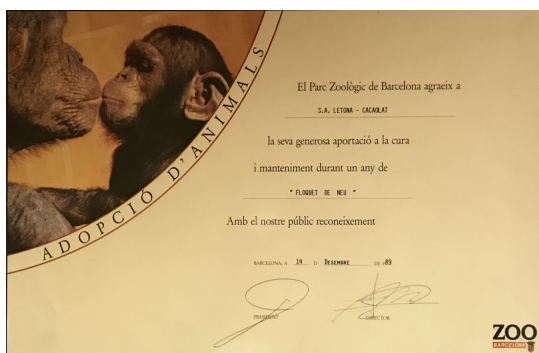 ADOPCIÓ D'ANIMALS
El Parc Zoològic de Barcelona agraeix a
S.A. LETONA - CACAOLAT
la seva generosa aportació a la cura
i manteniment durant un any de
" FLOQUET DE NEU "
Amb el nostre públic reconeixement
BARCELONA, A 14 D DESEMBRE DE 1989
PRESIDENT DIRECTOR
ZOO
BARCELONA